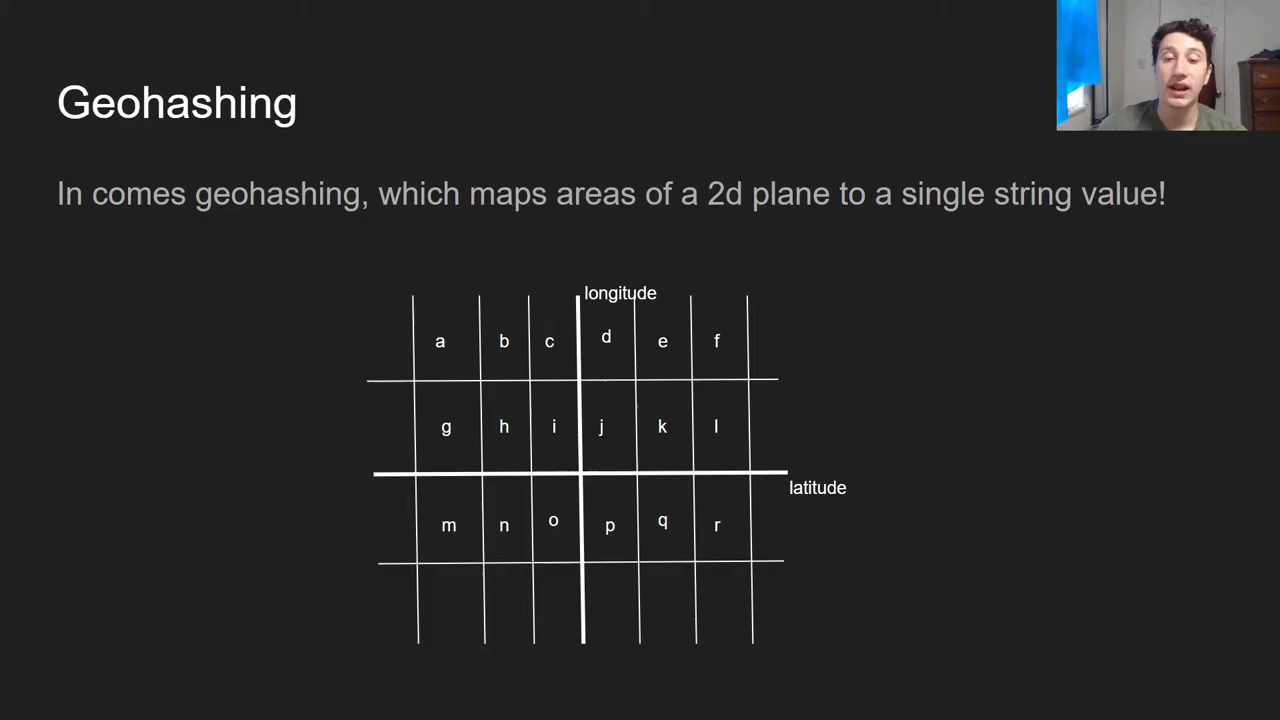 Geohashing
In comes geohashing, which maps areas of a 2d plane to a single string value!
longitude
a b c d e f
g h i j k l
latitude
m n o p q r